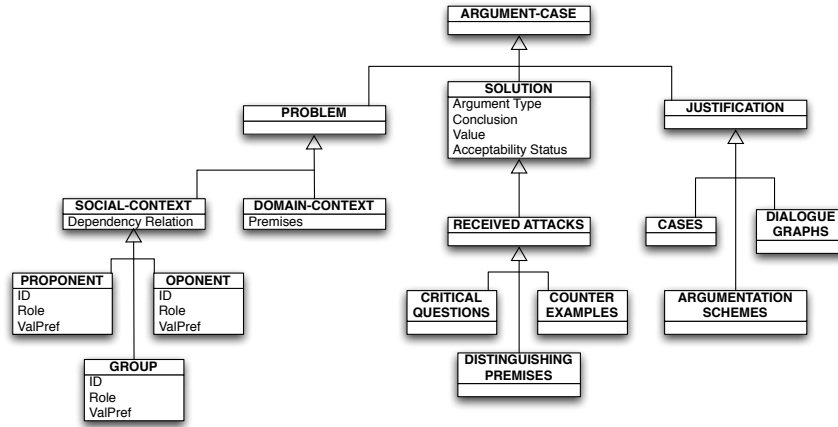 ARGUMENT-CASE
PROBLEM
SOLUTION
Argument Type
Conclusion
Value
Acceptability Status
JUSTIFICATION
SOCIAL-CONTEXT
Dependency Relation
DOMAIN-CONTEXT
Premises
RECEIVED ATTACKS
CASES
DIALOGUE
GRAPHS
PROPONENT
ID
Role
ValPref
OPONENT
ID
Role
ValPref
CRITICAL
QUESTIONS
COUNTER
EXAMPLES
ARGUMENTATION
SCHEMES
GROUP
ID
Role
ValPref
DISTINGUISHING
PREMISES